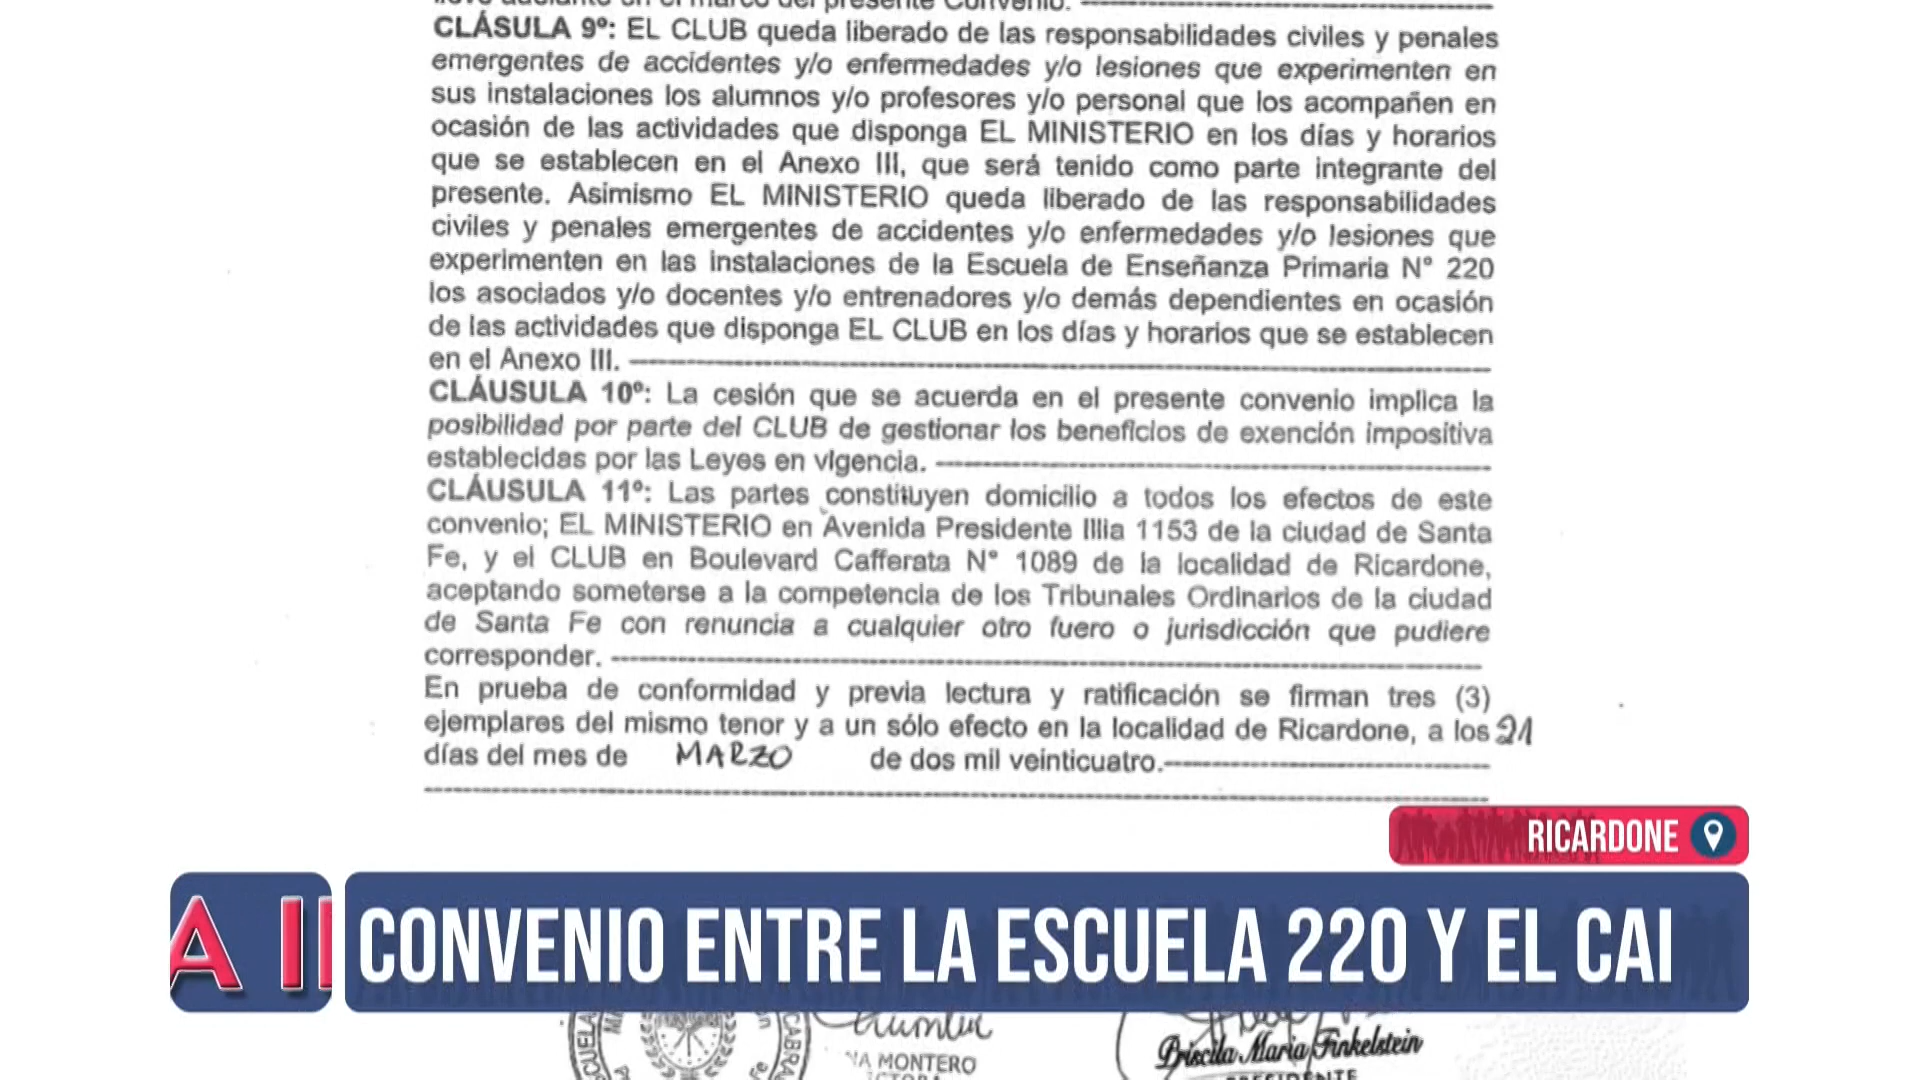 lleve adelante en el marco del presente Convenio.
CLÁSULA 9º: EL CLUB queda liberado de las responsabilidades civiles y penales
emergentes de accidentes y/o enfermedades y/o lesiones que experimenten en
sus instalaciones los alumnos y/o profesores y/o personal que los acompañen en
ocasión de las actividades que disponga EL MINISTERIO en los días y horarios
que se establecen en el Anexo III, que será tenido como parte integrante del
presente. Asimismo EL MINISTERIO queda liberado de las responsabilidades
civiles y penales emergentes de accidentes y/o enfermedades y/o lesiones que
experimenten en las instalaciones de la Escuela de Enseñanza Primaria N° 220
los asociados y/o docentes y/o entrenadores y/o demás dependientes en ocasión
de las actividades que disponga EL CLUB en los días y horarios que se establecen
en el Anexo III.
CLÁUSULA 10º: La cesión que se acuerda en el presente convenio implica la
posibilidad por parte del CLUB de gestionar los beneficios de exención impositiva
establecidas por las Leyes en vigencia.
CLÁUSULA 11º: Las partes constituyen domicilio a todos los efectos de este
convenio; EL MINISTERIO en Avenida Presidente Illia 1153 de la ciudad de Santa
Fe, y el CLUB en Boulevard Cafferata N° 1089 de la localidad de Ricardone,
aceptando someterse a la competencia de los Tribunales Ordinarios de la ciudad
de Santa Fe con renuncia a cualquier otro fuero o jurisdicción que pudiere
corresponder.
En prueba de conformidad y previa lectura y ratificación se firman tres (3)
ejemplares del mismo tenor y a un sólo efecto en la localidad de Ricardone, a los 21
días del mes de MARZO de dos mil veinticuatro.
RICARDONE
A I
CONVENIO ENTRE LA ESCUELA 220 Y EL CAI
MONTERO
Priscila Maria Finkelstein
PRESIDENTE